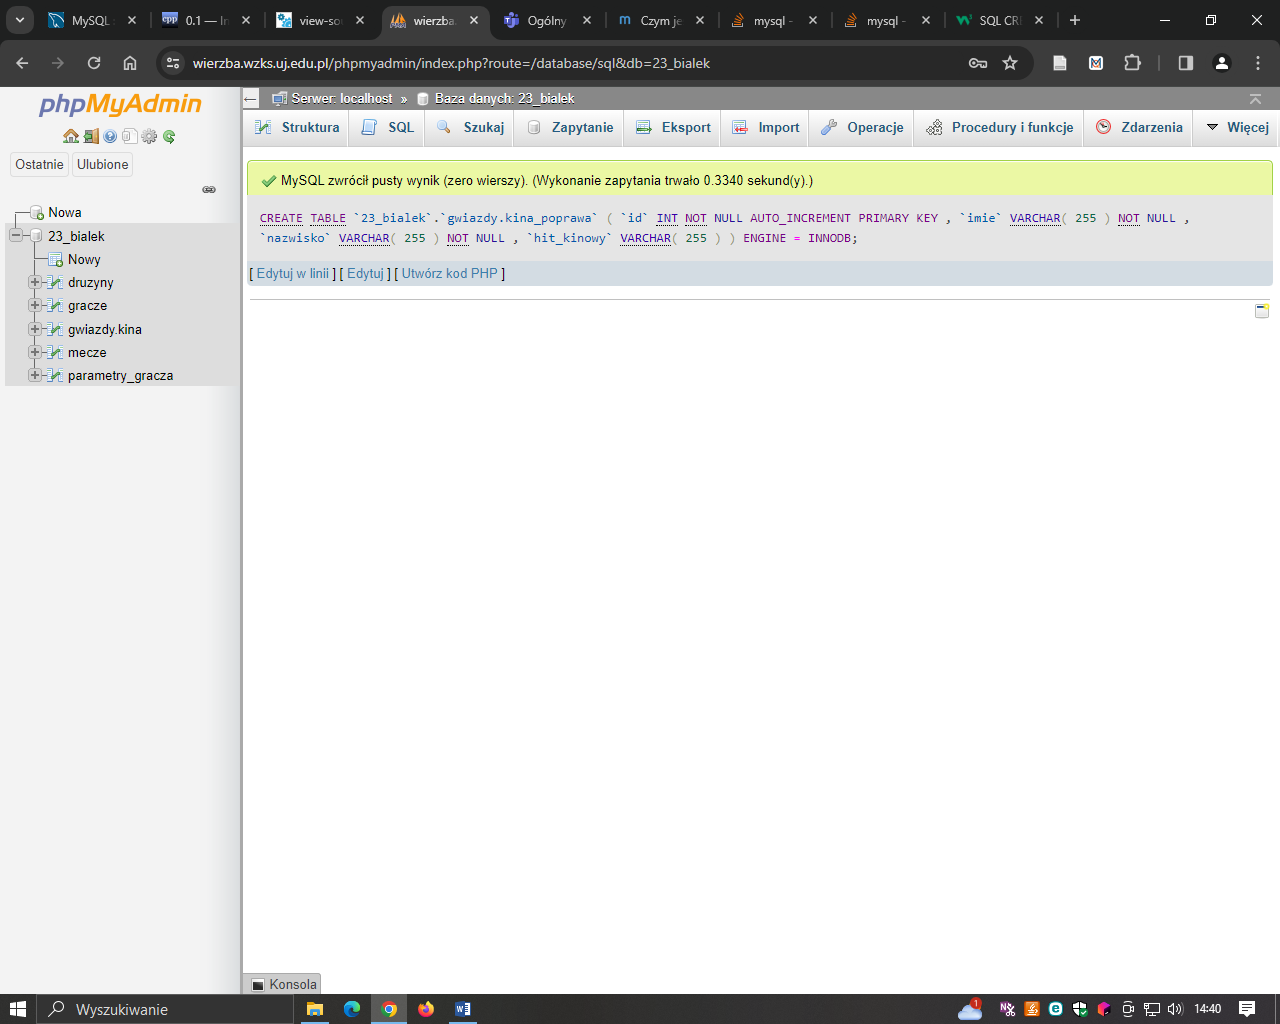 MySQL
0.1 — In
view-sou
wierzba.
Ogólny
Czym je
mysql -
mysql -
SQL CRE
wierzba.wzks.uj.edu.pl/phpmyadmin/index.php?route=/database/sql&db=23_bialek
phpMyAdmin
Ostatnie
Ulubione
Nowa
23_bialek
Nowy
druzyny
gracze
gwiazdy.kina
mecze
parametry_gracza
Serwer: localhost » Baza danych: 23_bialek
Struktura
SQL
Szukaj
Zapytanie
Eksport
Import
Operacje
Procedury i funkcje
Zdarzenia
Więcej
MySQL zwrócił pusty wynik (zero wierszy). (Wykonanie zapytania trwało 0.3340 sekund(y).)
CREATE TABLE `23_bialek`.`gwiazdy.kina_poprawa` ( `id` INT NOT NULL AUTO_INCREMENT PRIMARY KEY , `imie` VARCHAR( 255 ) NOT NULL ,
`nazwisko` VARCHAR( 255 ) NOT NULL , `hit_kinowy` VARCHAR( 255 ) ) ENGINE = INNODB;
[ Edytuj w linii ] [ Edytuj ] [ Utwórz kod PHP ]
Konsola
Wyszukiwanie
1
14:40